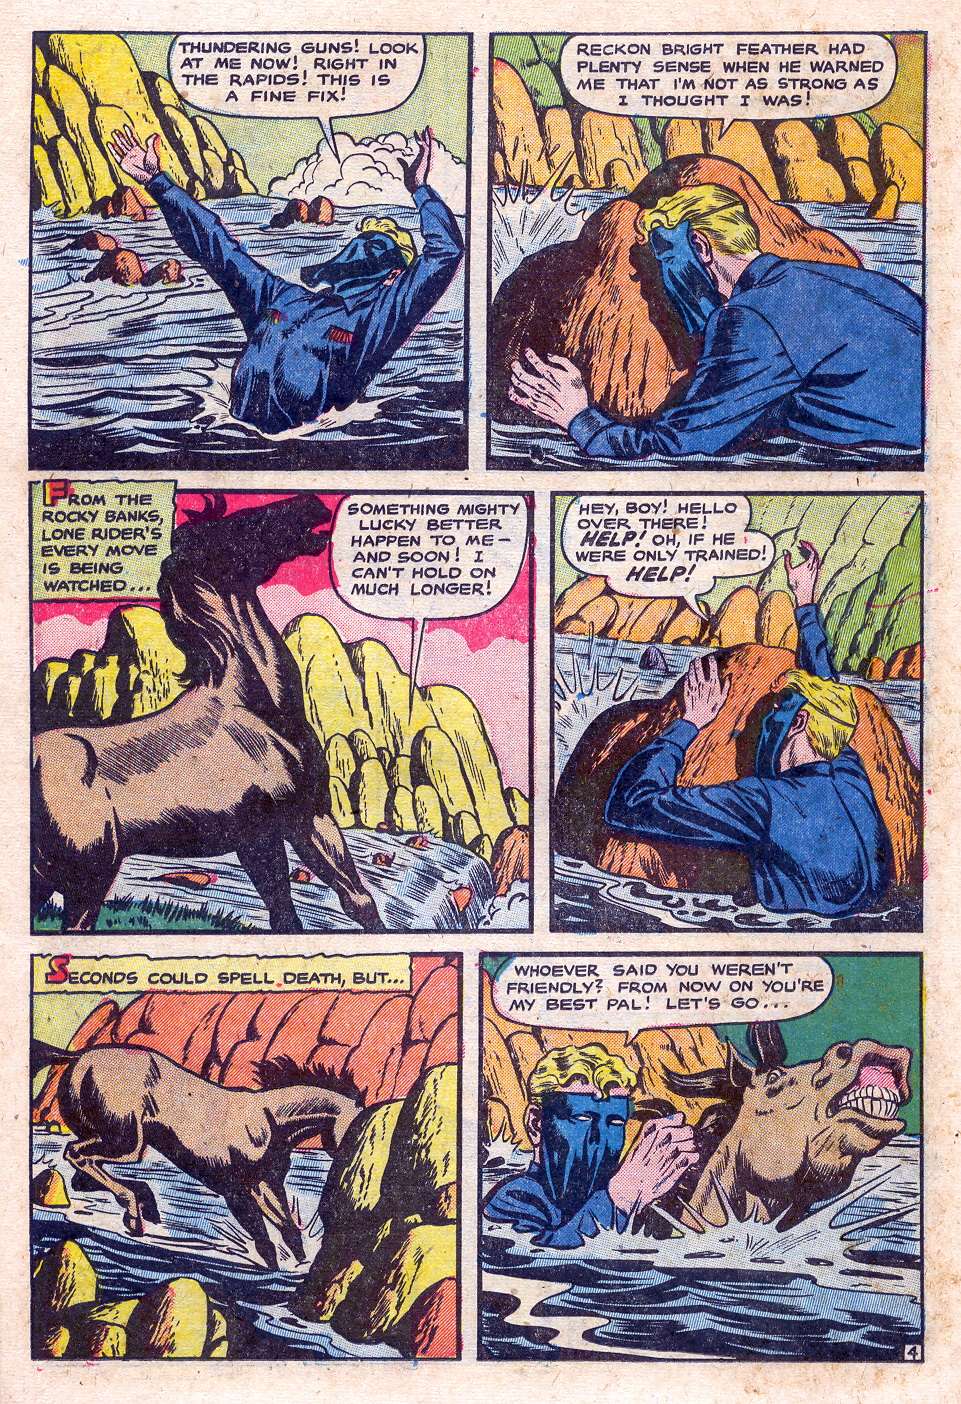 THUNDERING GUNS! LOOK
AT ME NOW! RIGHT IN
THE RAPIDS! THIS IS
A FINE FIX!
RECKON BRIGHT FEATHER HAD
PLENTY SENSE WHEN HE WARNED
ME THAT I'M NOT AS STRONG AS
I THOUGHT I WAS!
FROM THE
ROCKY BANKS,
LONE RIDER'S
EVERY MOVE
IS BEING
WATCHED...
SOMETHING MIGHTY
LUCKY BETTER
HAPPEN TO ME—
AND SOON! I
CAN'T HOLD ON
MUCH LONGER!
HEY, BOY! HELLO
OVER THERE!
HELP! OH, IF HE
WERE ONLY TRAINED!
HELP!
SECONDS COULD SPELL DEATH, BUT...
WHOEVER SAID YOU WEREN'T
FRIENDLY? FROM NOW ON YOU'RE
MY BEST PAL! LET'S GO...
4